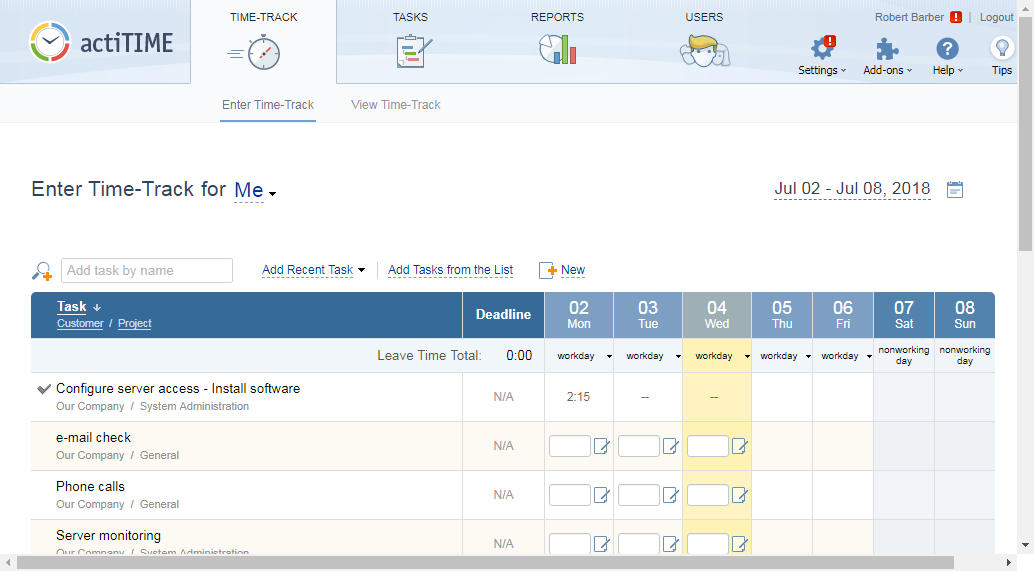 TIME-TRACK TASKS REPORTS USERS Robert Barber ! | Logout
actiTIME
Settings Add-ons Help Tips
Enter Time-Track View Time-Track
Enter Time-Track for Me Jul 02 - Jul 08, 2018
Add task by name Add Recent Task Add Tasks from the List New
Task ↓ Deadline 02 03 04 05 06 07 08
Customer / Project Mon Tue Wed Thu Fri Sat Sun
Leave Time Total: 0:00 workday workday workday workday workday nonworking day nonworking day
Configure server access - Install software N/A 2:15 -- --
Our Company / System Administration
e-mail check N/A
Our Company / General
Phone calls N/A
Our Company / General
Server monitoring N/A
Our Company / System Administration